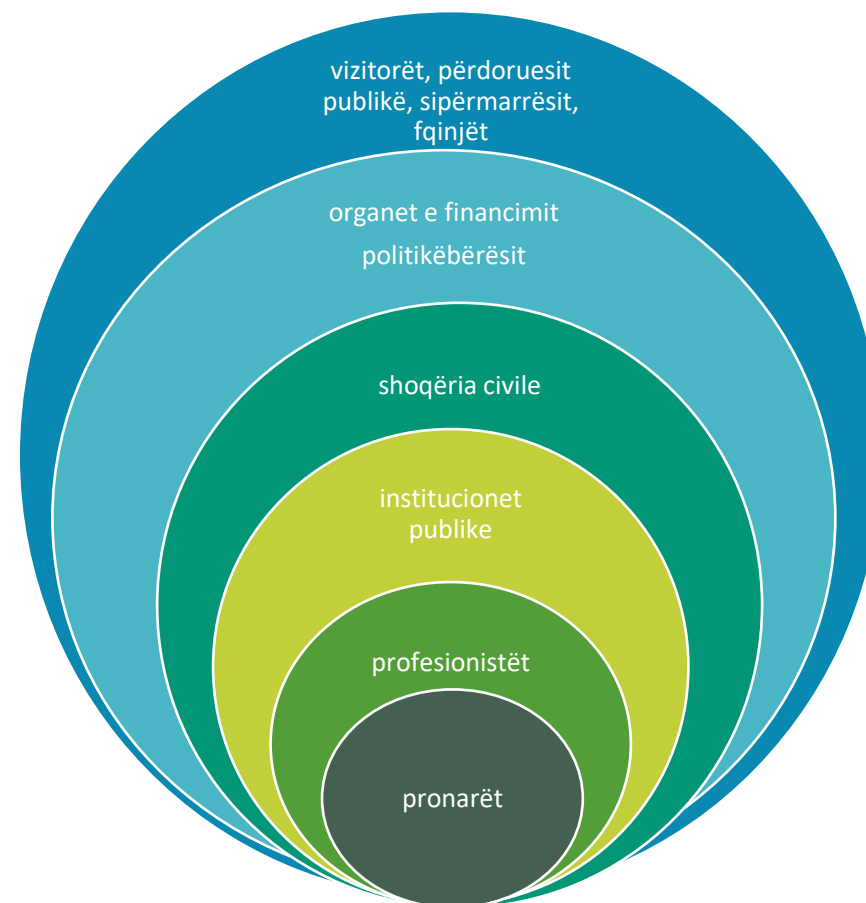 vizitorët, përdoruesit
publikë, sipërmarrësit,
fqinjët
organet e financimit
politikëbërësit
shoqëria civile
institucionet
publike
profesionistët
pronarët